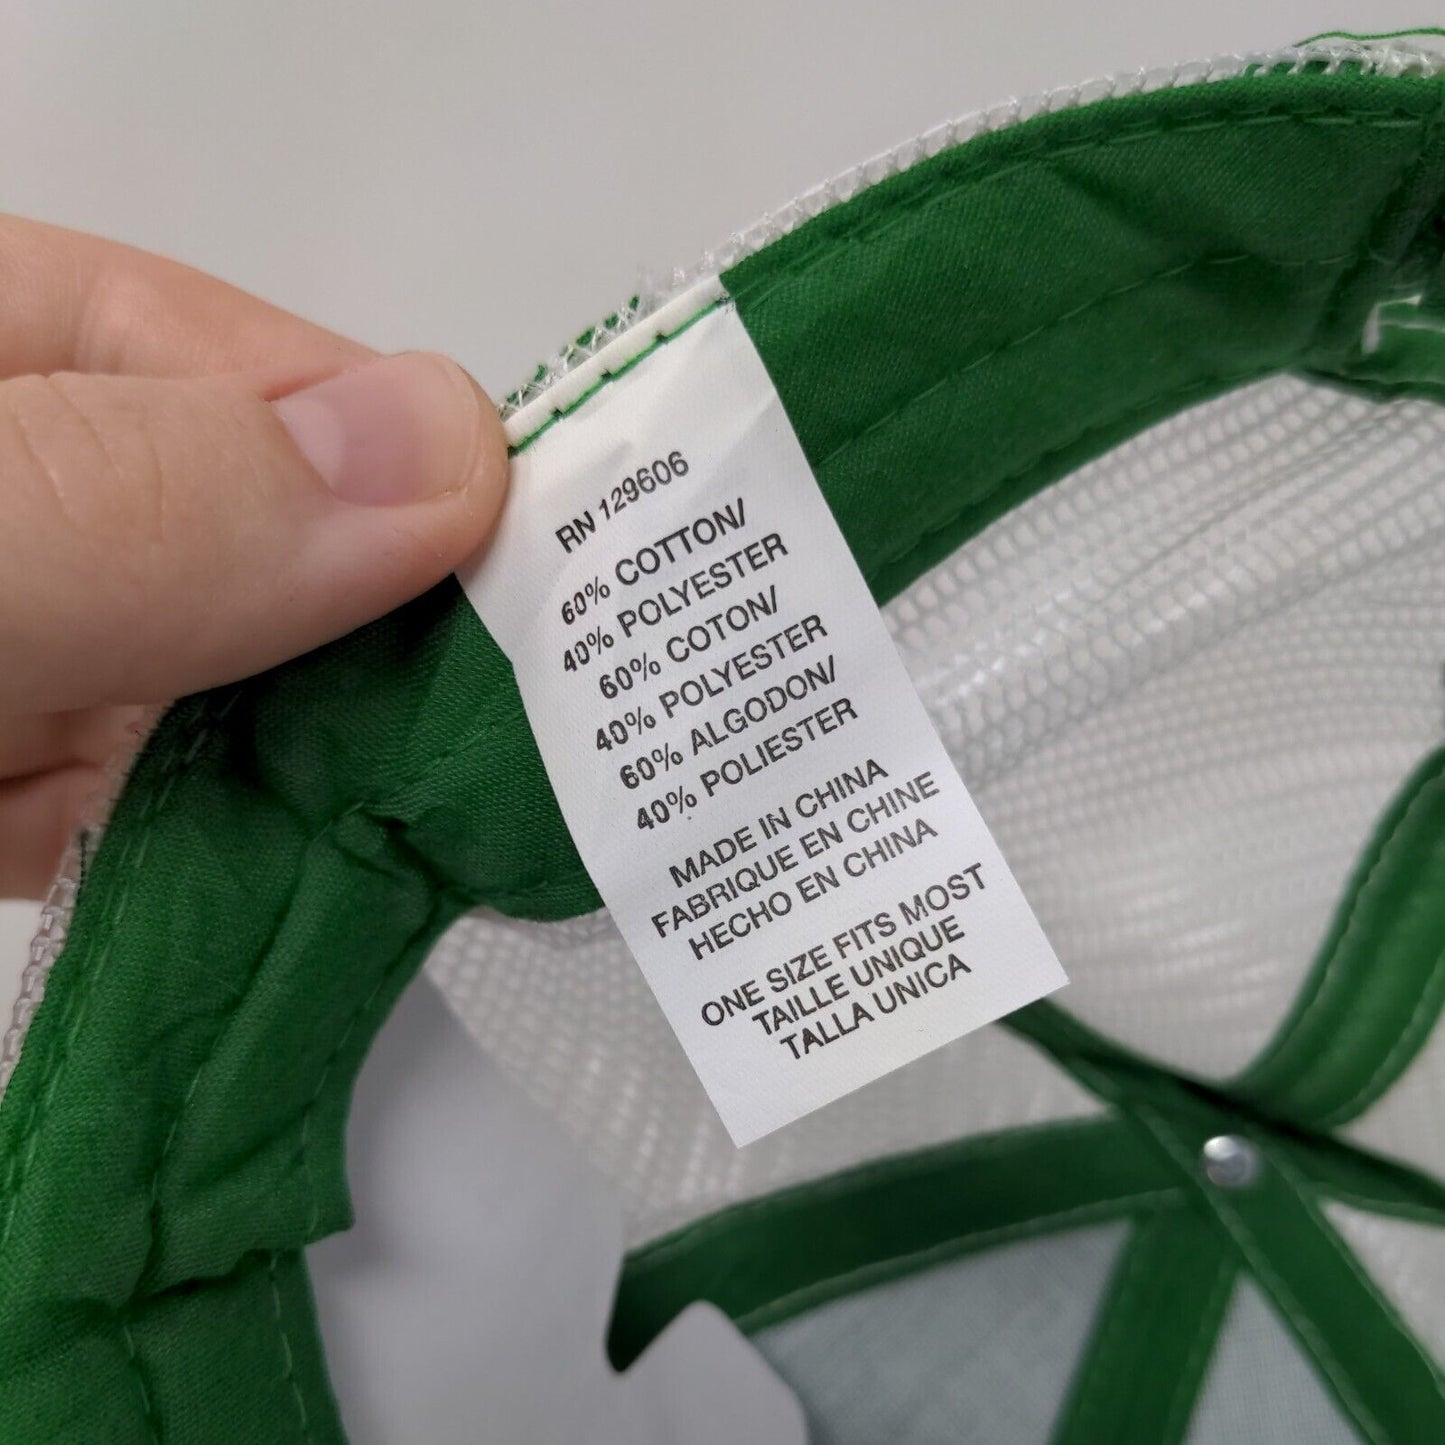 RN 129606
60% COTTON/
40% POLYESTER
60% COTON/
40% POLYESTER
60% ALGODON/
40% POLIESTER
MADE IN CHINA
FABRIQUE EN CHINE
HECHO EN CHINA
ONE SIZE FITS MOST
TAILLE UNIQUE
TALLA UNICA